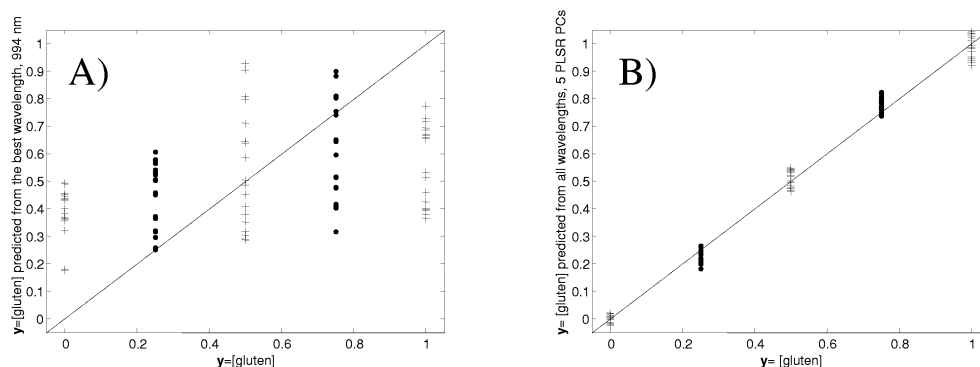 A)
y=[gluten] predicted from the best wavelength, 994 nm
1
0.9
0.8
0.7
0.6
0.5
0.4
0.3
0.2
0.1
0
0 0.2 0.4 0.6 0.8 1
y=[gluten]
B)
y= [gluten] predicted from all wavelengths, 5 PLSR PCs
1
0.9
0.8
0.7
0.6
0.5
0.4
0.3
0.2
0.1
0
0 0.2 0.4 0.6 0.8 1
y= [gluten]